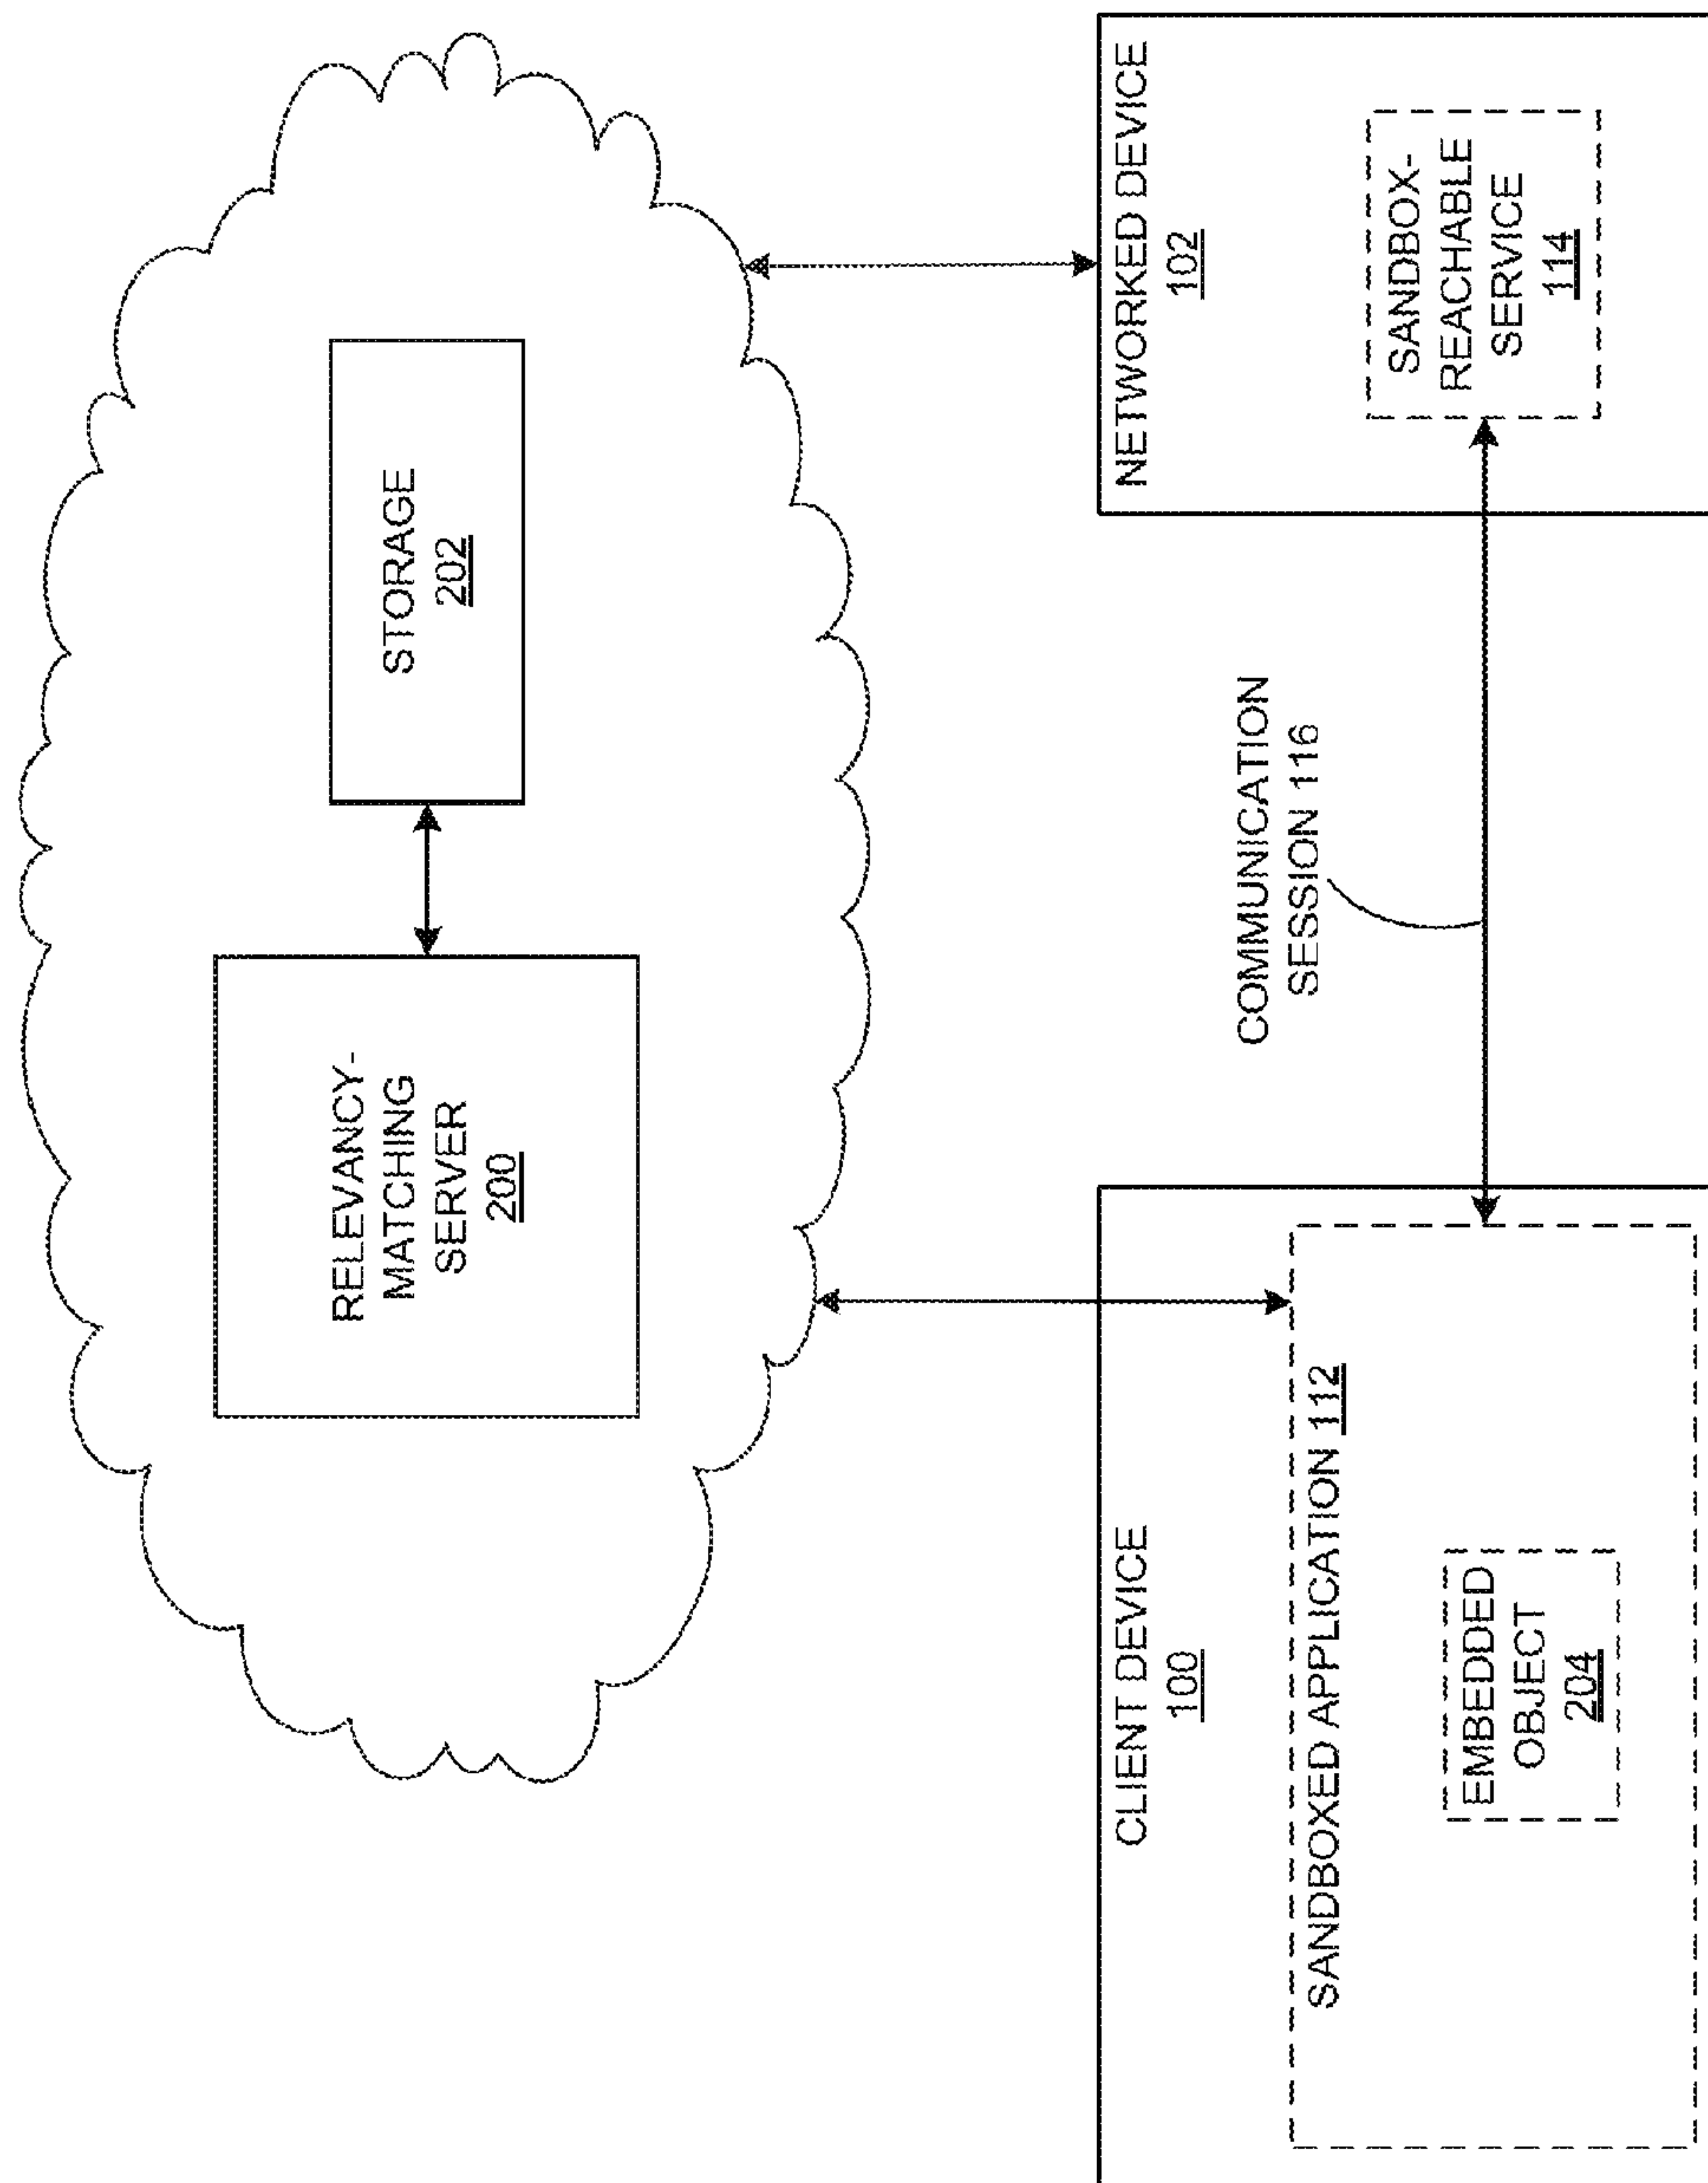 RELEVANCY-
MATCHING
SERVER
200
STORAGE
202
CLIENT DEVICE
100
SANDBOXED APPLICATION 112
EMBEDDED
OBJECT
204
COMMUNICATION
SESSION 116
NETWORKED DEVICE
102
SANDBOX-
REACHABLE
SERVICE
114